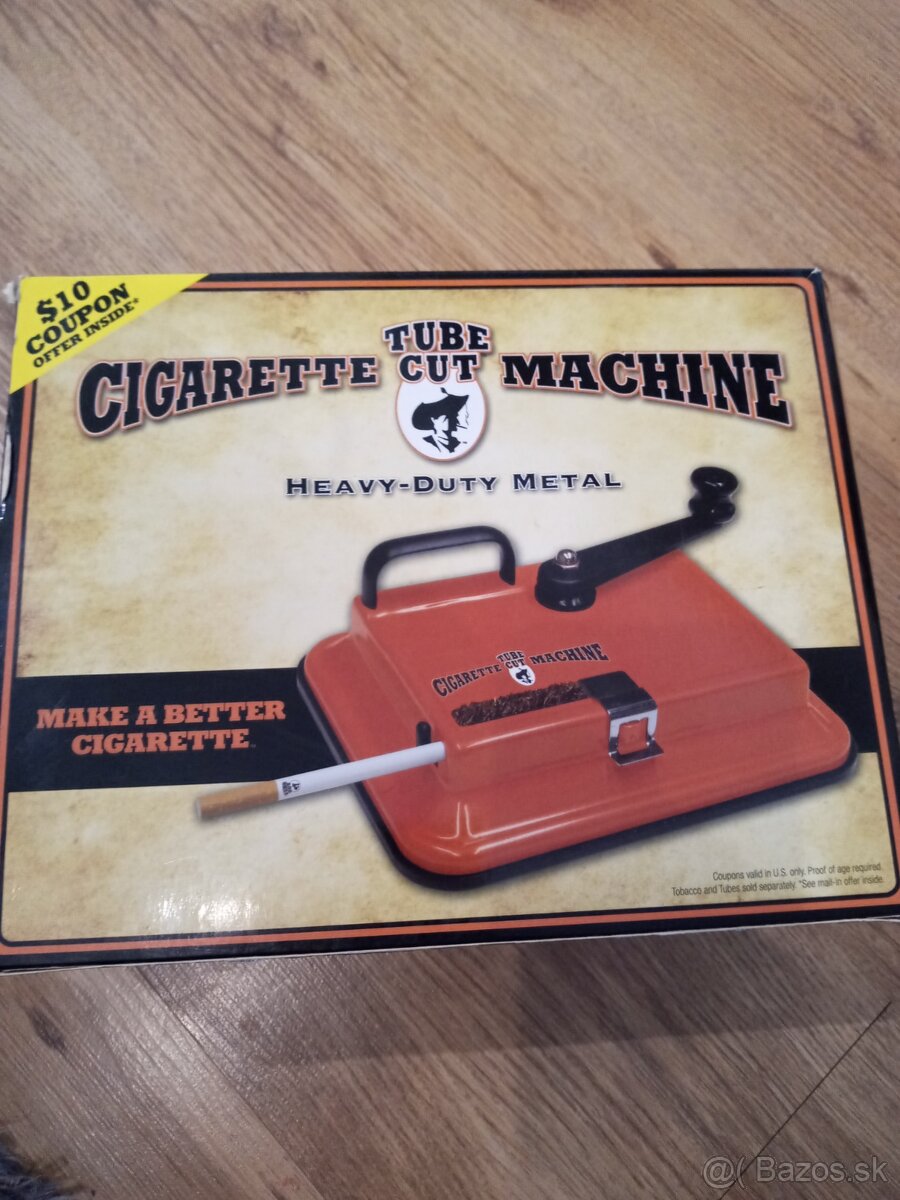 $10
COUPON
OFFER INSIDE*
CIGARETTE TUBE CUT MACHINE
HEAVY-DUTY METAL
CIGARETTE TUBE CUT MACHINE
MAKE A BETTER
CIGARETTE™
Coupons valid in U.S. only. Proof of age required.
Tobacco and Tubes sold separately. *See mail-in offer inside.
@( Bazos.sk